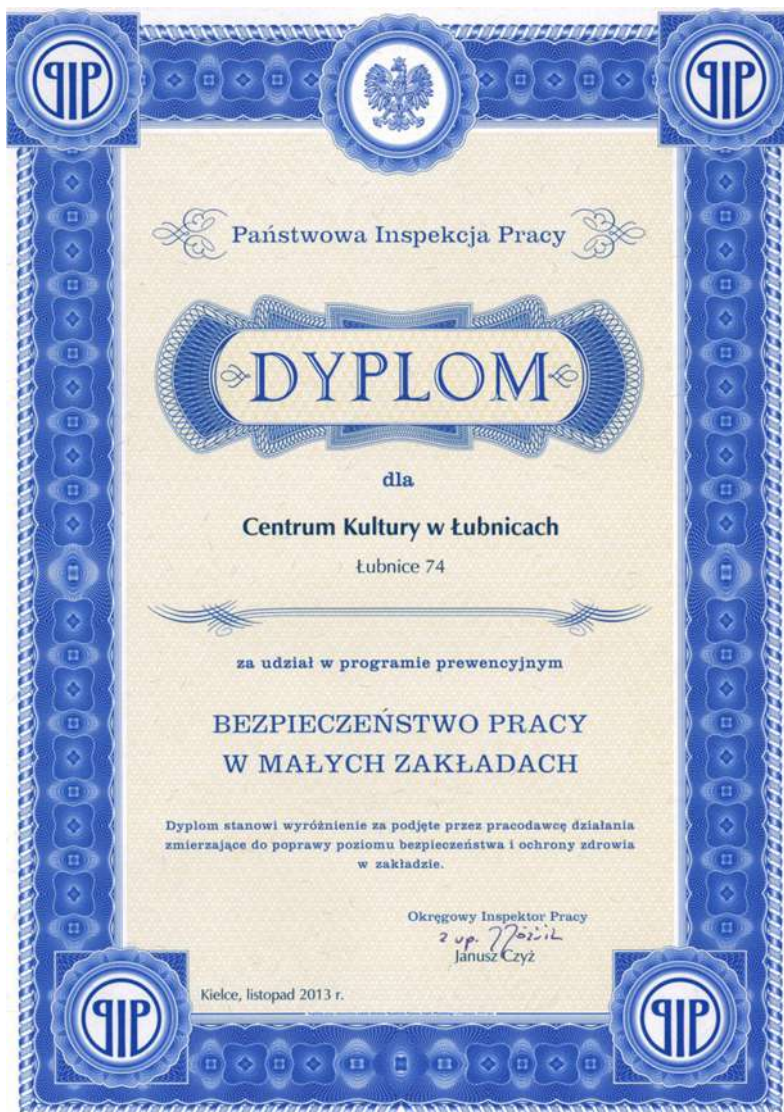 PIP
PIP
Państwowa Inspekcja Pracy
DYPLOM
dla
Centrum Kultury w Łubnicach
Łubnice 74
za udział w programie prewencyjnym
BEZPIECZEŃSTWO PRACY
W MAŁYCH ZAKŁADACH
Dyplom stanowi wyróżnienie za podjęte przez pracodawcę działania
zmierzające do poprawy poziomu bezpieczeństwa i ochrony zdrowia
w zakładzie.
Okręgowy Inspektor Pracy
z up.
Janusz Czyż
Kielce, listopad 2013 r.
PIP
PIP